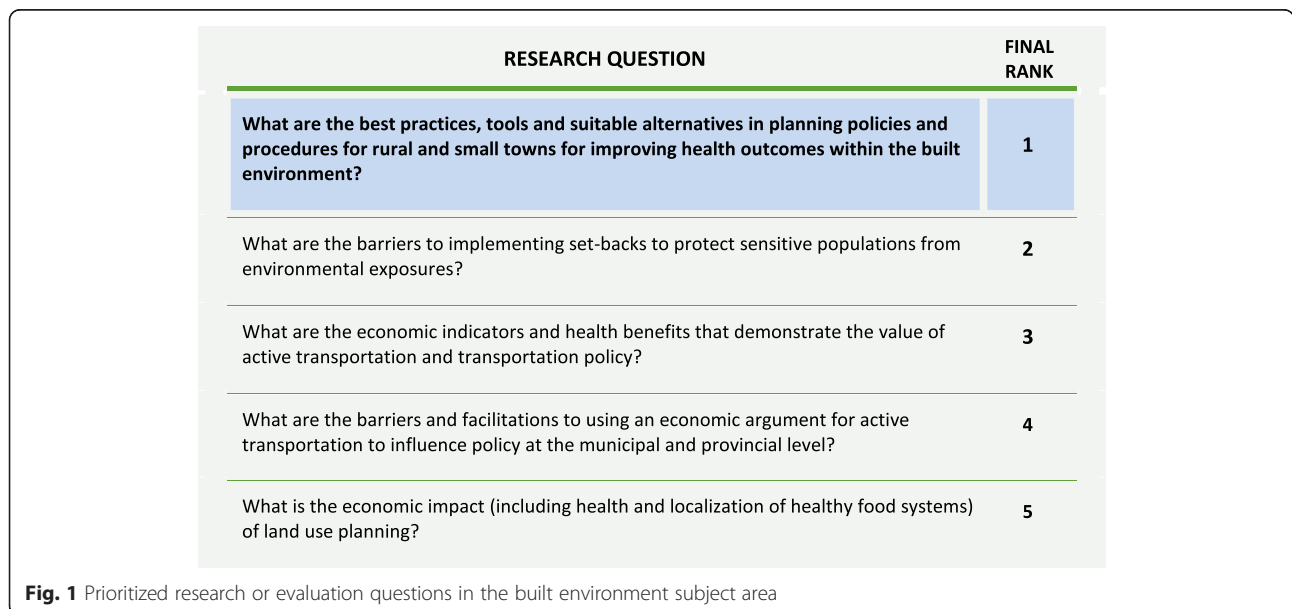 RESEARCH QUESTION
FINAL
RANK
What are the best practices, tools and suitable alternatives in planning policies and
procedures for rural and small towns for improving health outcomes within the built
environment?
1
What are the barriers to implementing set-backs to protect sensitive populations from
environmental exposures?
2
What are the economic indicators and health benefits that demonstrate the value of
active transportation and transportation policy?
3
What are the barriers and facilitations to using an economic argument for active
transportation to influence policy at the municipal and provincial level?
4
What is the economic impact (including health and localization of healthy food systems)
of land use planning?
5
Fig. 1 Prioritized research or evaluation questions in the built environment subject area